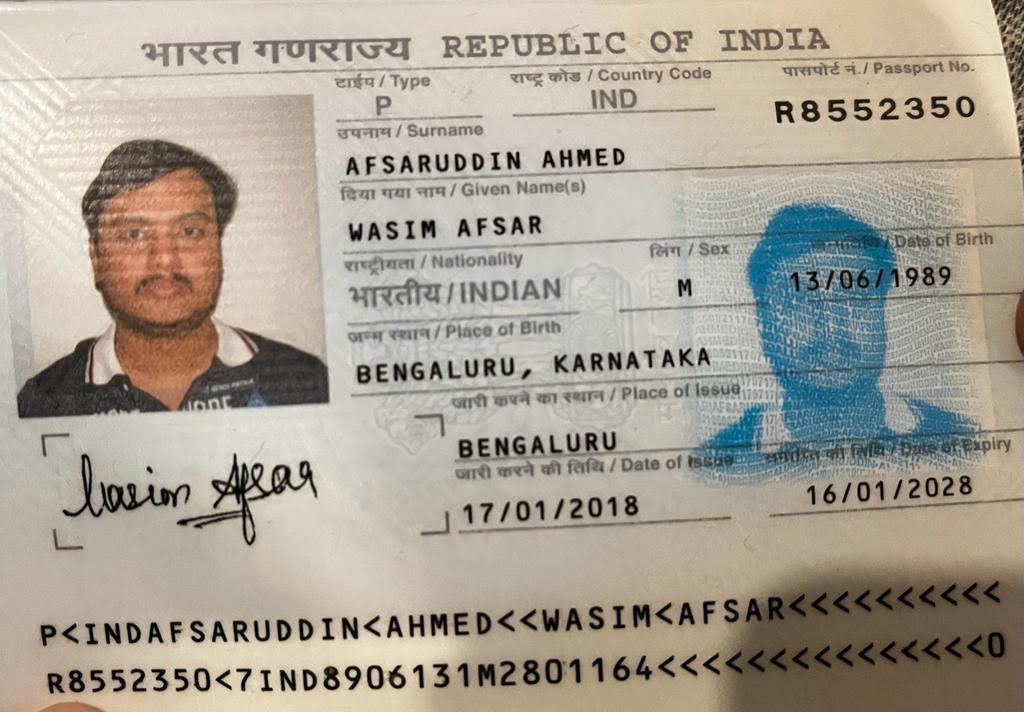 भारत गणराज्य REPUBLIC OF INDIA
टाईप / Type
राष्ट्र कोड / Country Code
पासपोर्ट नं. / Passport No.
P
IND
R8552350
उपनाम / Surname
AFSARUDDIN AHMED
दिया गया नाम / Given Name(s)
WASIM AFSAR
राष्ट्रीयता / Nationality
लिंग / Sex
/ Date of Birth
भारतीय / INDIAN
M
13/06/1989
जन्म स्थान / Place of Birth
BENGALURU, KARNATAKA
जारी करने का स्थान / Place of Issue
BENGALURU
जारी करने की तिथि / Date of Issue
समाप्ति की तिथि / Date of Expiry
17/01/2018
16/01/2028
Wasim Afsar
P<INDAFSARUDDIN<AHMED<<WASIM<AFSAR<<<<<<<<<<
R8552350<7IND8906131M2801164<<<<<<<<<<<<<<<0